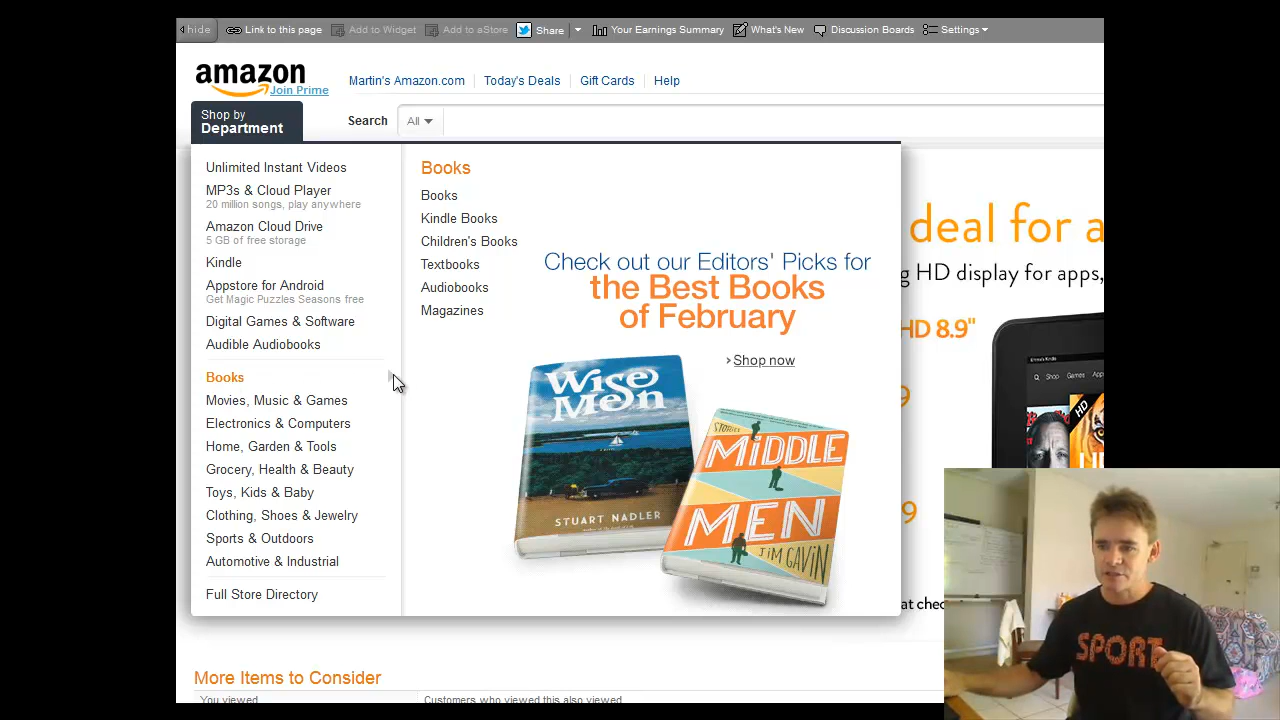 hide Link to this page Add to Widget Add to aStore Share Your Earnings Summary What's New Discussion Boards Settings
amazon
Join Prime
Martin's Amazon.com Today's Deals Gift Cards Help
Shop by
Department
Search All
Unlimited Instant Videos
MP3s & Cloud Player
20 million songs, play anywhere
Amazon Cloud Drive
5 GB of free storage
Kindle
Appstore for Android
Get Magic Puzzles Seasons free
Digital Games & Software
Audible Audiobooks
Books
Movies, Music & Games
Electronics & Computers
Home, Garden & Tools
Grocery, Health & Beauty
Toys, Kids & Baby
Clothing, Shoes & Jewelry
Sports & Outdoors
Automotive & Industrial
Full Store Directory
Books
Books
Kindle Books
Children's Books
Textbooks
Audiobooks
Magazines
Check out our Editors' Picks for
the Best Books
of February
Shop now
Wise
Men
STUART NADLER
STORIES
MIDDLE
MEN
JIM GAVIN
deal for a
g HD display for apps,
HD 8.9"
9
Shop Games Apps
HD
9
at chec
SPORT
More Items to Consider
You viewed Customers who viewed this also viewed